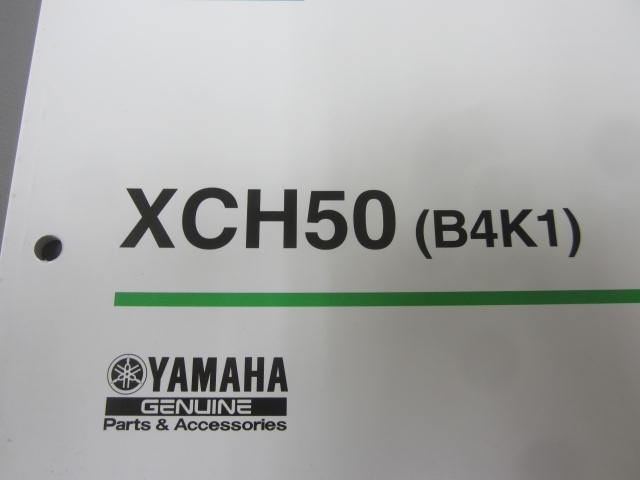 XCH50 (B4K1)
YAMAHA
GENUINE
Parts & Accessories